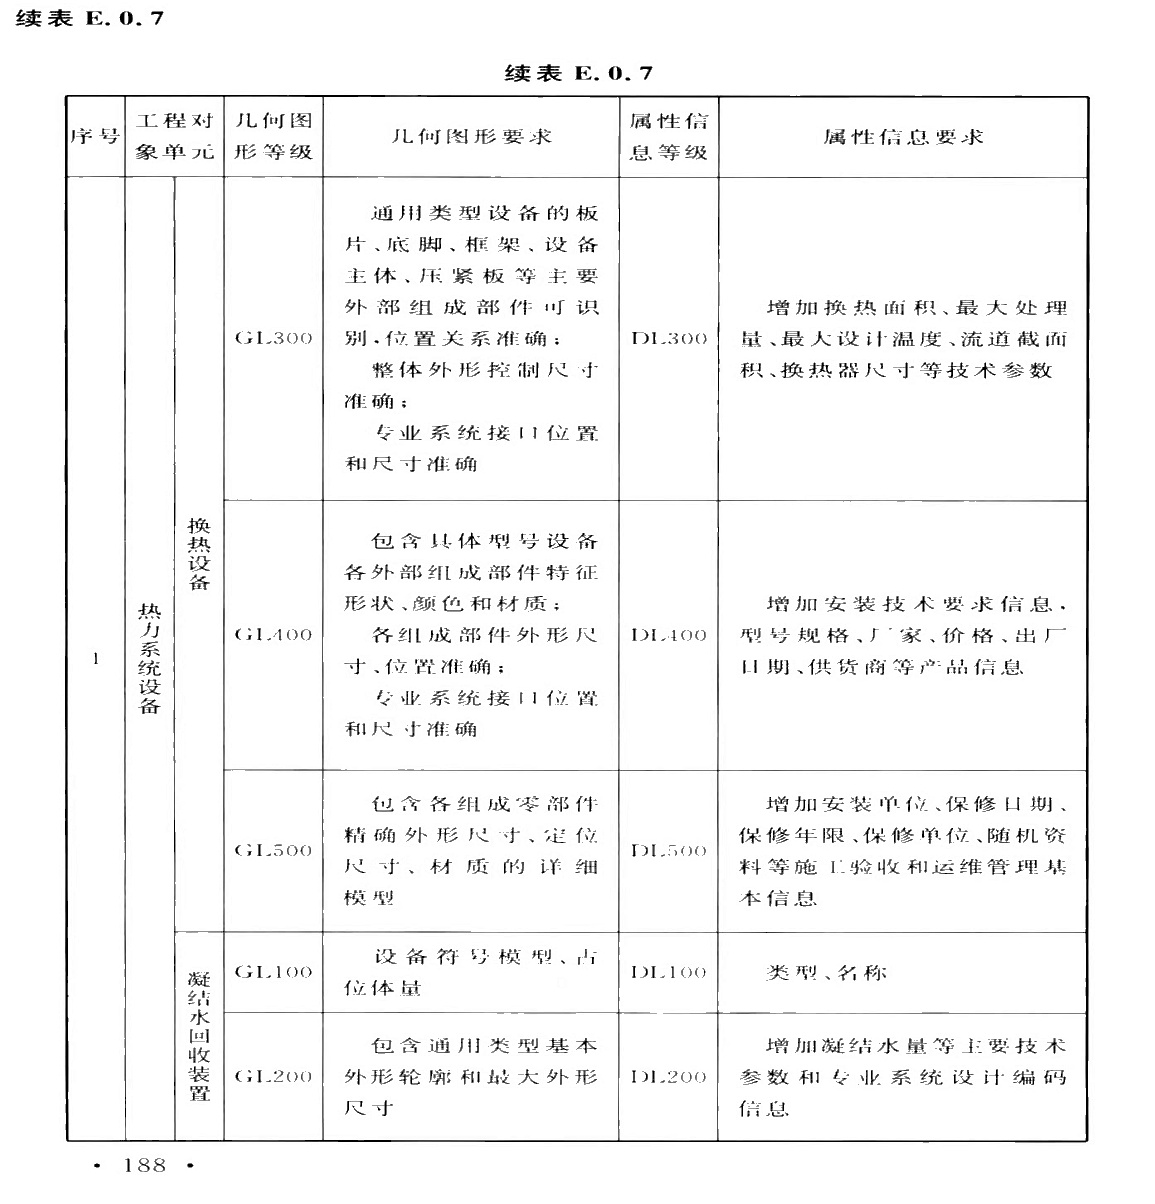 续表 E.0.7
续表 E.0.7
序号
工程对
象单元
几何图
形等级
几何图形要求
属性信
息等级
属性信息要求
1
热力系统设备
换热设备
GL300
通用类型设备的板
片、底脚、框架、设备
主体、压紧板等主要
外部组成部件可识
别,位置关系准确;
整体外形控制尺寸
准确;
专业系统接口位置
和尺寸准确
DL300
增加换热面积、最大处理
量、最大设计温度、流道截面
积、换热器尺寸等技术参数
GL400
包含具体型号设备
各外部组成部件特征
形状、颜色和材质;
各组成部件外形尺
寸、位置准确;
专业系统接口位置
和尺寸准确
DL400
增加安装技术要求信息,
型号规格、厂家、价格、出厂
日期、供货商等产品信息
GL500
包含各组成零部件
精确外形尺寸、定位
尺寸、材质的详细
模型
DL500
增加安装单位、保修日期、
保修年限、保修单位、随机资
料等施工验收和运维管理基
本信息
凝结水回收装置
GL100
设备符号模型、占
位体量
DL100
类型、名称
GL200
包含通用类型基本
外形轮廓和最大外形
尺寸
DL200
增加凝结水量等主要技术
参数和专业系统设计编码
信息
· 188 ·